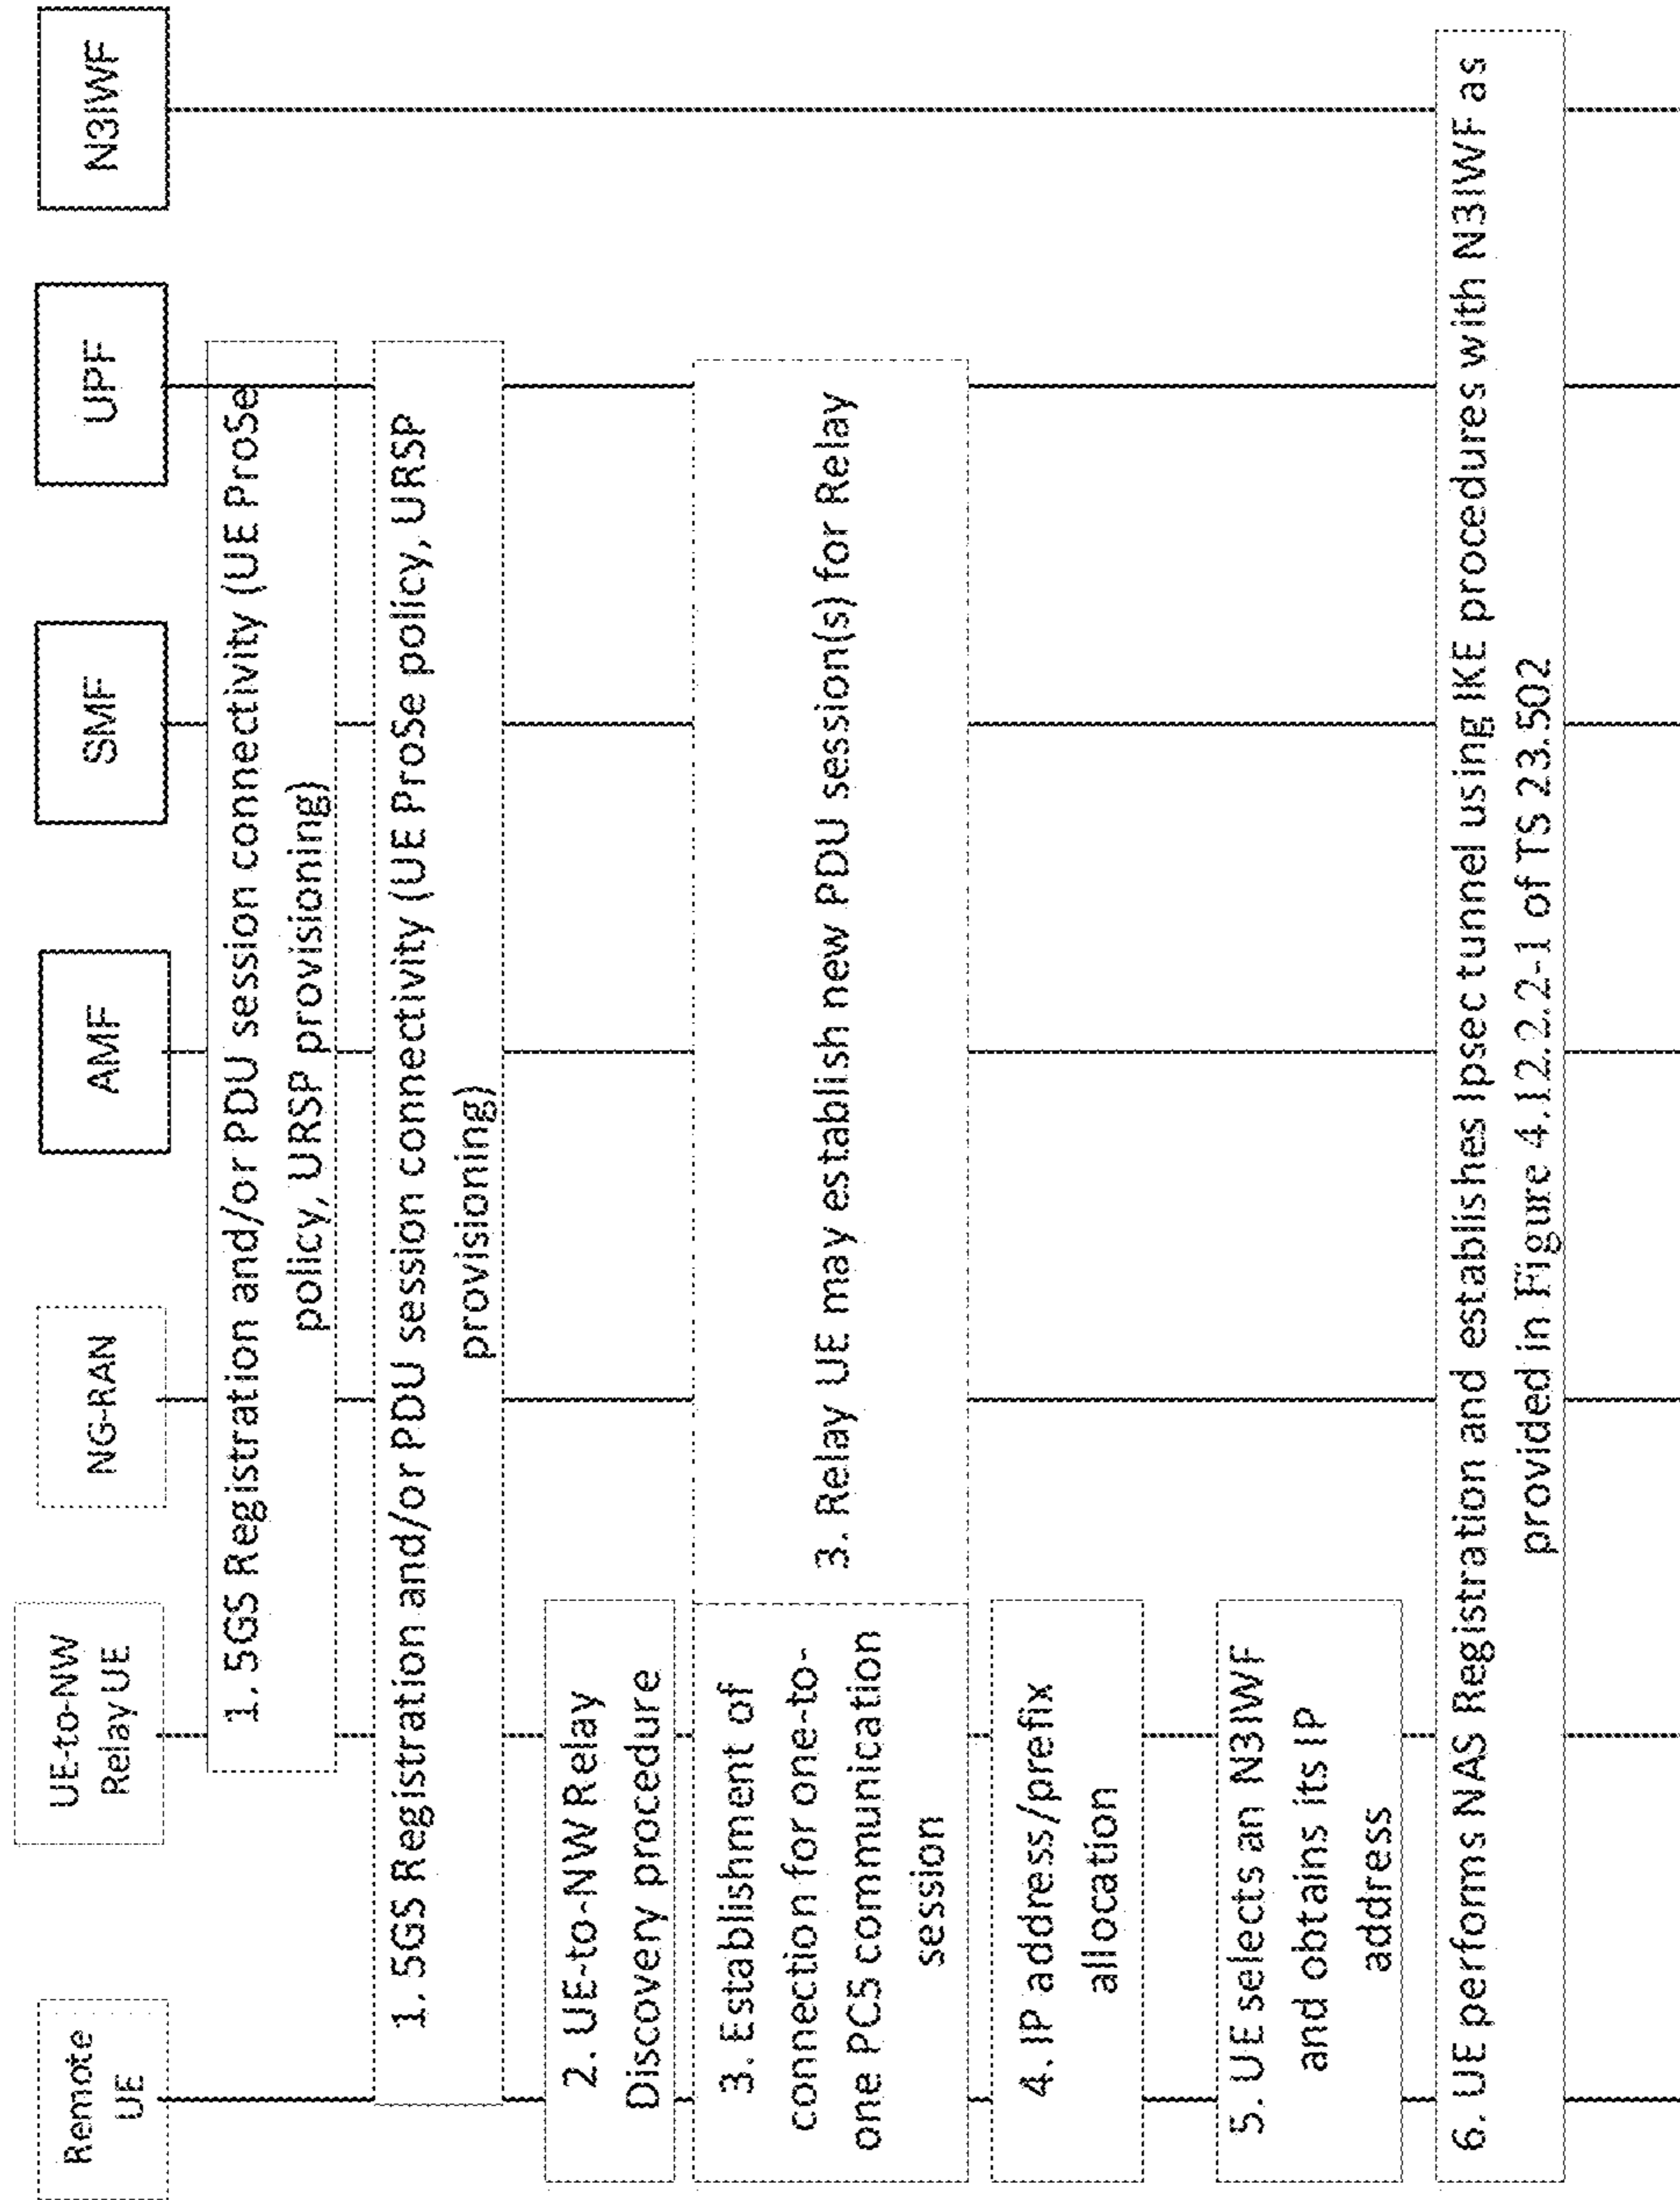 Remote
UE
UE-to-NW
Relay UE
NG-RAN
AMF
SMF
UPF
N3IWF
1. 5GS Registration and/or PDU session connectivity (UE ProSe
policy, URSP provisioning)
1. 5GS Registration and/or PDU session connectivity (UE ProSe policy, URSP
provisioning)
2. UE-to-NW Relay
Discovery procedure
3. Establishment of
connection for one-to-
one PC5 communication
session
3. Relay UE may establish new PDU session(s) for Relay
4. IP address/prefix
allocation
5. UE selects an N3IWF
and obtains its IP
address
6. UE performs NAS Registration and establishes Ipsec tunnel using IKE procedures with N3IWF as
provided in Figure 4.12.2.2-1 of TS 23.502